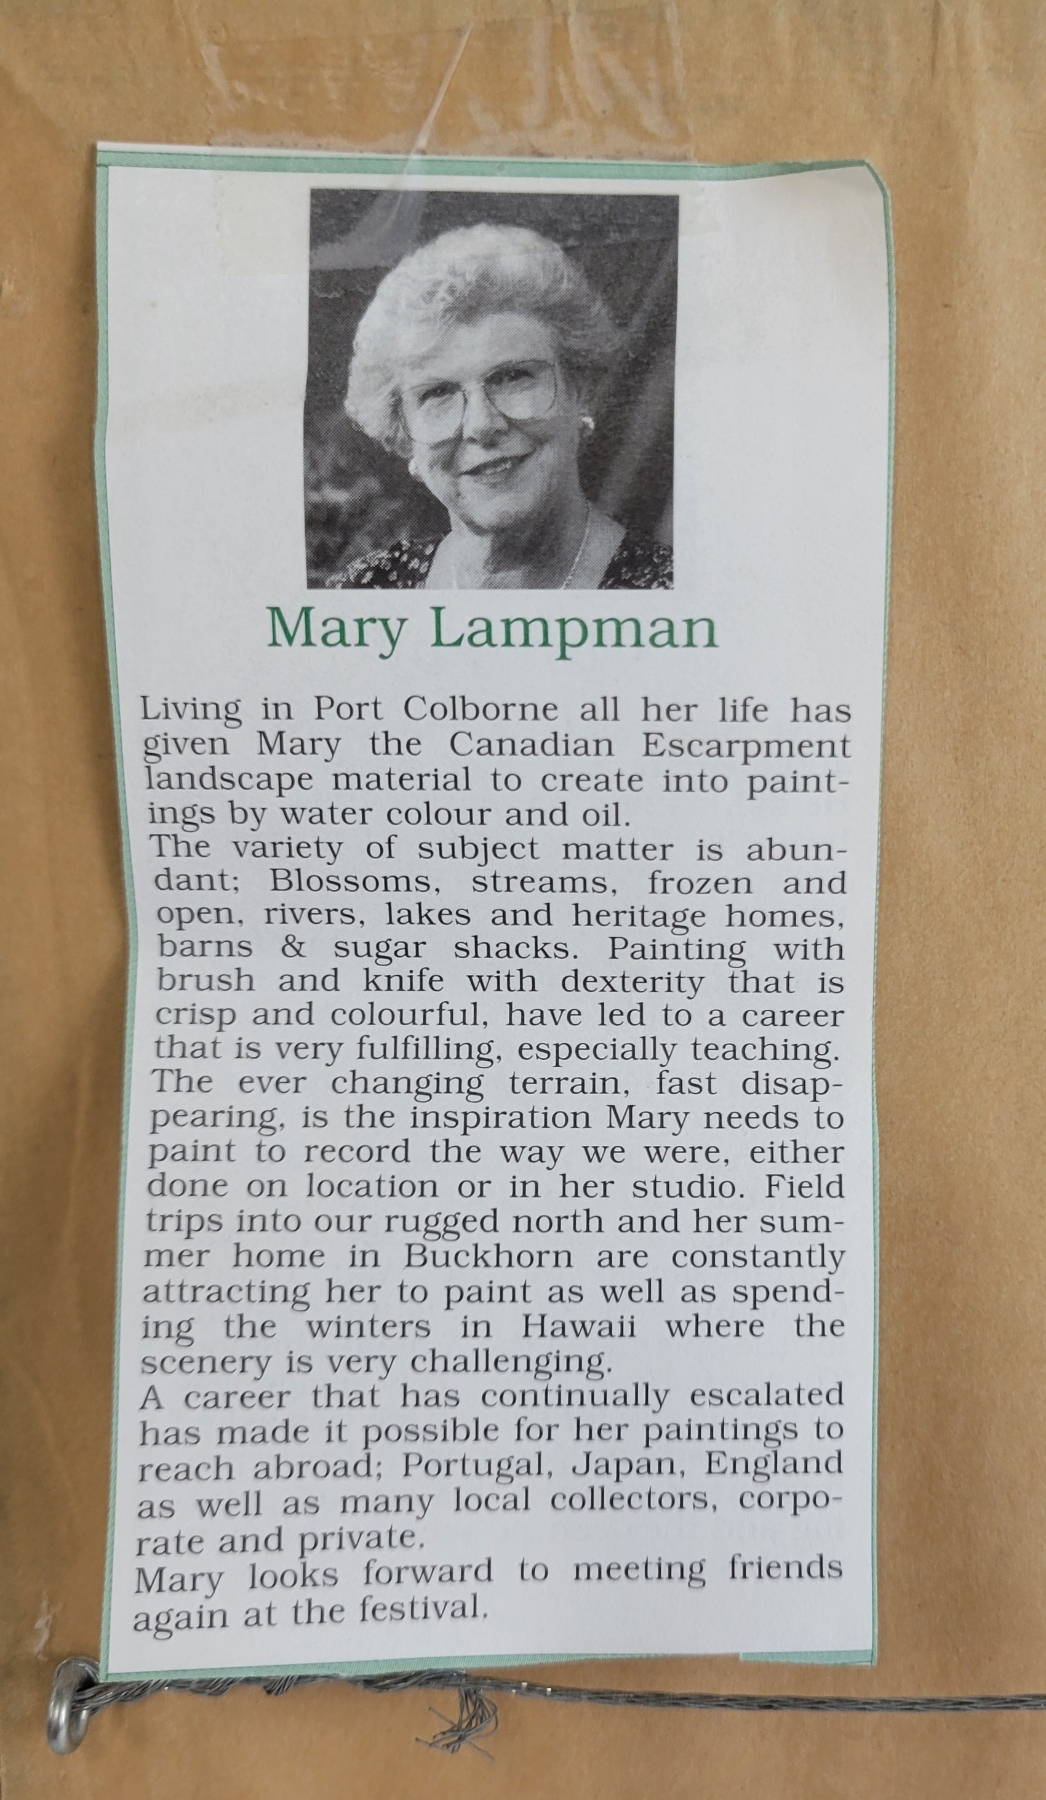 Mary Lampman
Living in Port Colborne all her life has
given Mary the Canadian Escarpment
landscape material to create into paint-
ings by water colour and oil.
The variety of subject matter is abun-
dant; Blossoms, streams, frozen and
open, rivers, lakes and heritage homes,
barns & sugar shacks. Painting with
brush and knife with dexterity that is
crisp and colourful, have led to a career
that is very fulfilling, especially teaching.
The ever changing terrain, fast disap-
pearing, is the inspiration Mary needs to
paint to record the way we were, either
done on location or in her studio. Field
trips into our rugged north and her sum-
mer home in Buckhorn are constantly
attracting her to paint as well as spend-
ing the winters in Hawaii where the
scenery is very challenging.
A career that has continually escalated
has made it possible for her paintings to
reach abroad; Portugal, Japan, England
as well as many local collectors, corpo-
rate and private.
Mary looks forward to meeting friends
again at the festival.